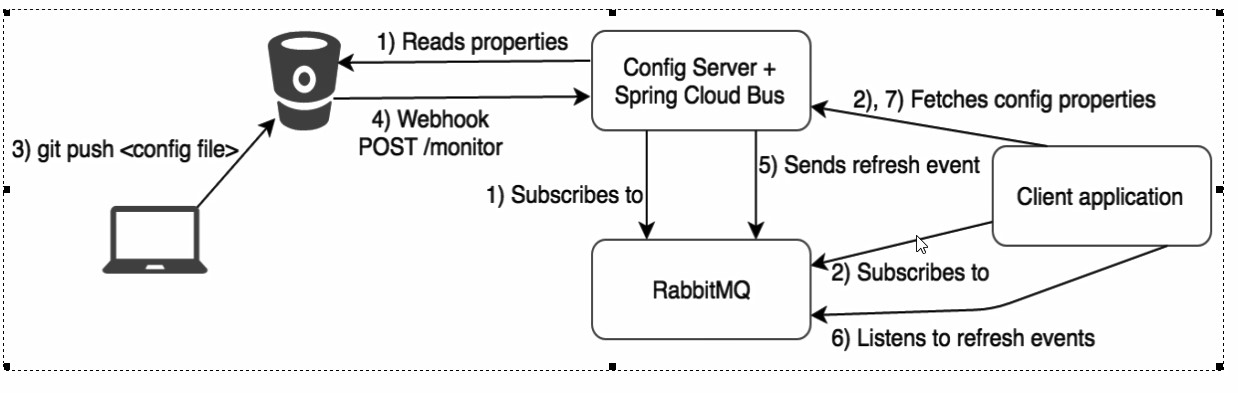 1) Reads properties
Config Server +
Spring Cloud Bus
2), 7) Fetches config properties
4) Webhook
POST /monitor
3) git push <config file>
5) Sends refresh event
1) Subscribes to
Client application
2) Subscribes to
RabbitMQ
6) Listens to refresh events